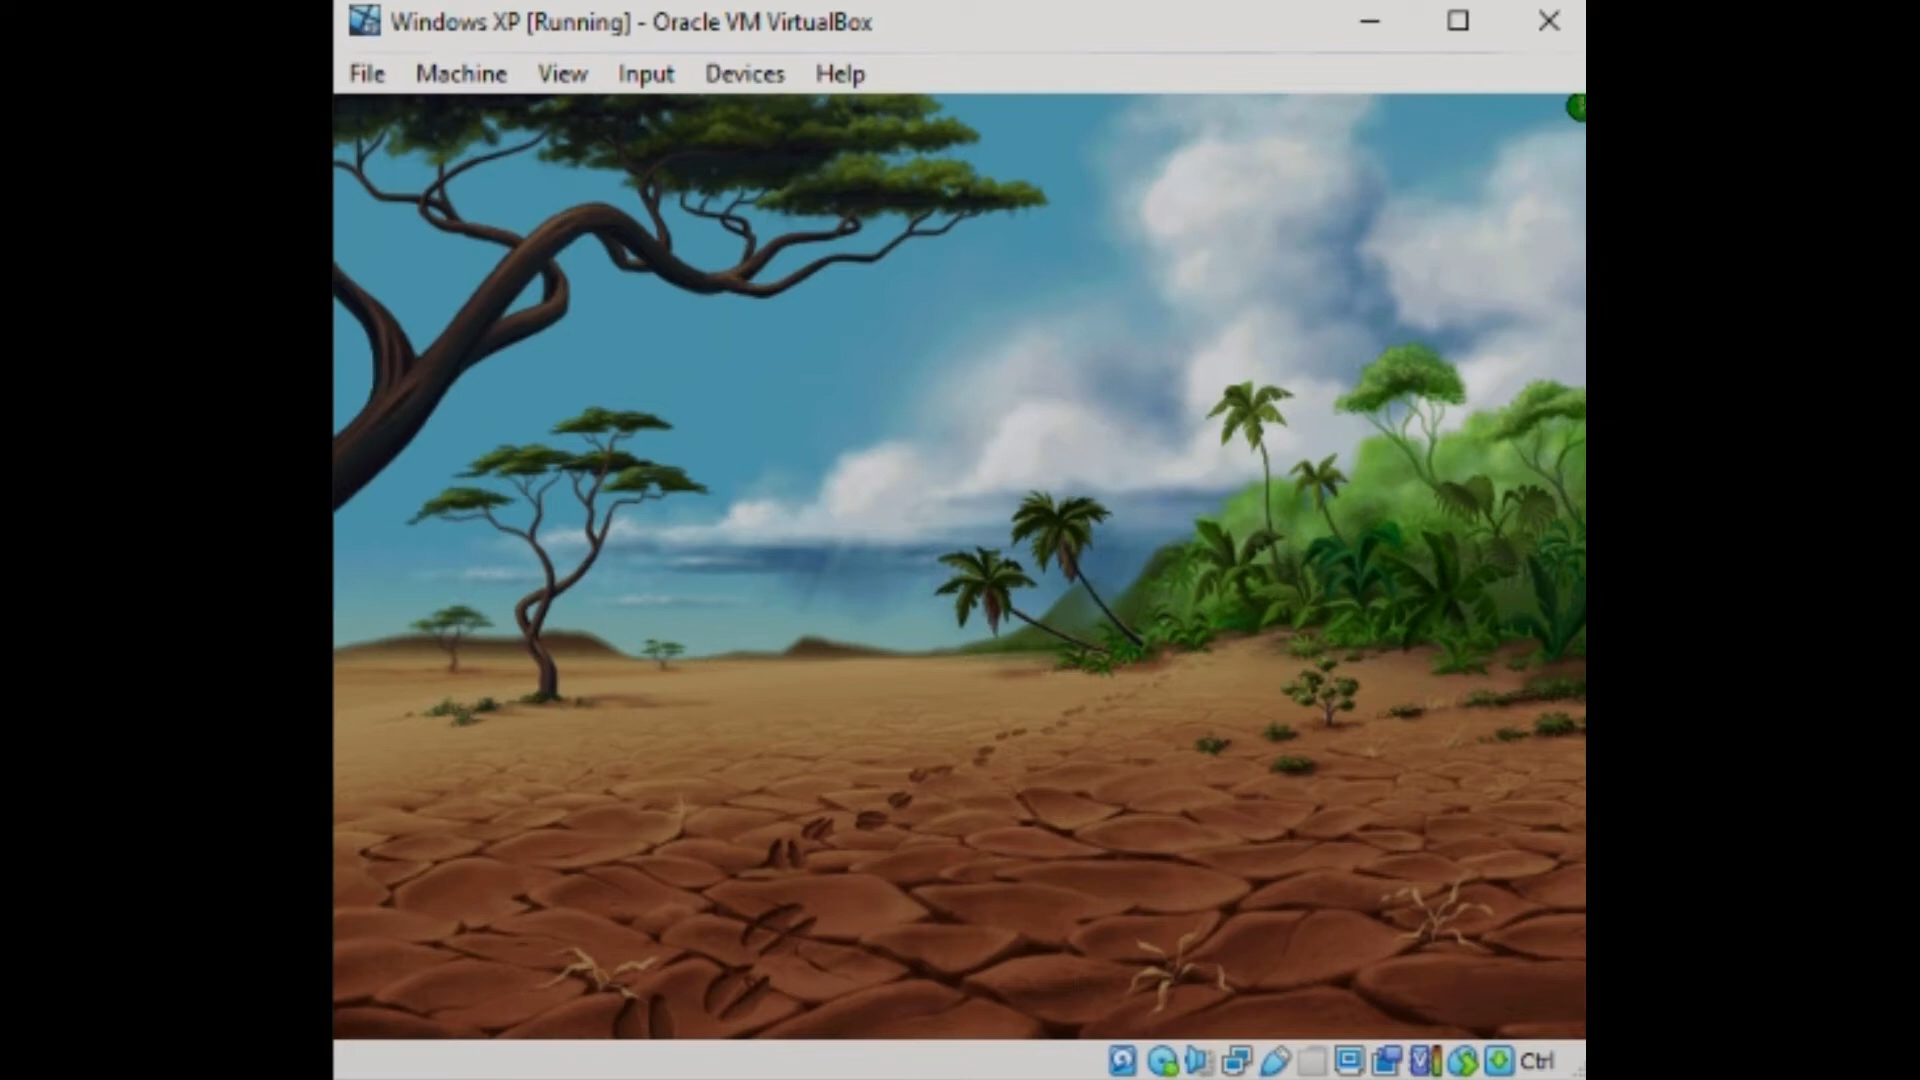 Windows XP [Running] - Oracle VM VirtualBox
File Machine View Input Devices Help
Ctrl